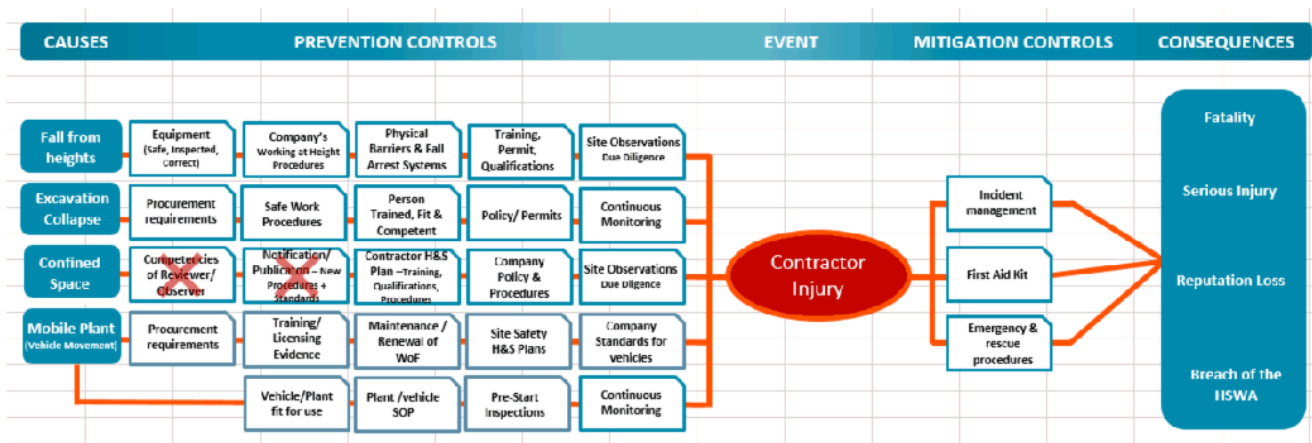 CAUSES
PREVENTION CONTROLS
EVENT
MITIGATION CONTROLS
CONSEQUENCES
Fall from
heights
Equipment
(Safe, Inspected,
Correct)
Company's
Working at Height
Procedures
Physical
Barriers & Fall
Arrest Systems
Training,
Permit,
Qualifications
Site Observations
Due Diligence
Excavation
Collapse
Procurement
requirements
Safe Work
Procedures
Person
Trained, Fit &
Competent
Policy/ Permits
Continuous
Monitoring
Confined
Space
Competencies
of Reviewer/
Observer
Notification/
Publication – New
Procedures +
Standards
Contractor H&S
Plan –Training,
Qualifications,
Procedures
Company
Policy &
Procedures
Site Observations
Due Diligence
Mobile Plant
(Vehicle Movement)
Procurement
requirements
Training/
Licensing
Evidence
Maintenance /
Renewal of
WoF
Site Safety
H&S Plans
Company
Standards for
vehicles
Vehicle/Plant
fit for use
Plant /vehicle
SOP
Pre-Start
Inspections
Continuous
Monitoring
Contractor
Injury
Incident
management
First Aid Kit
Emergency &
rescue
procedures
Fatality
Serious Injury
Reputation Loss
Breach of the
HSWA